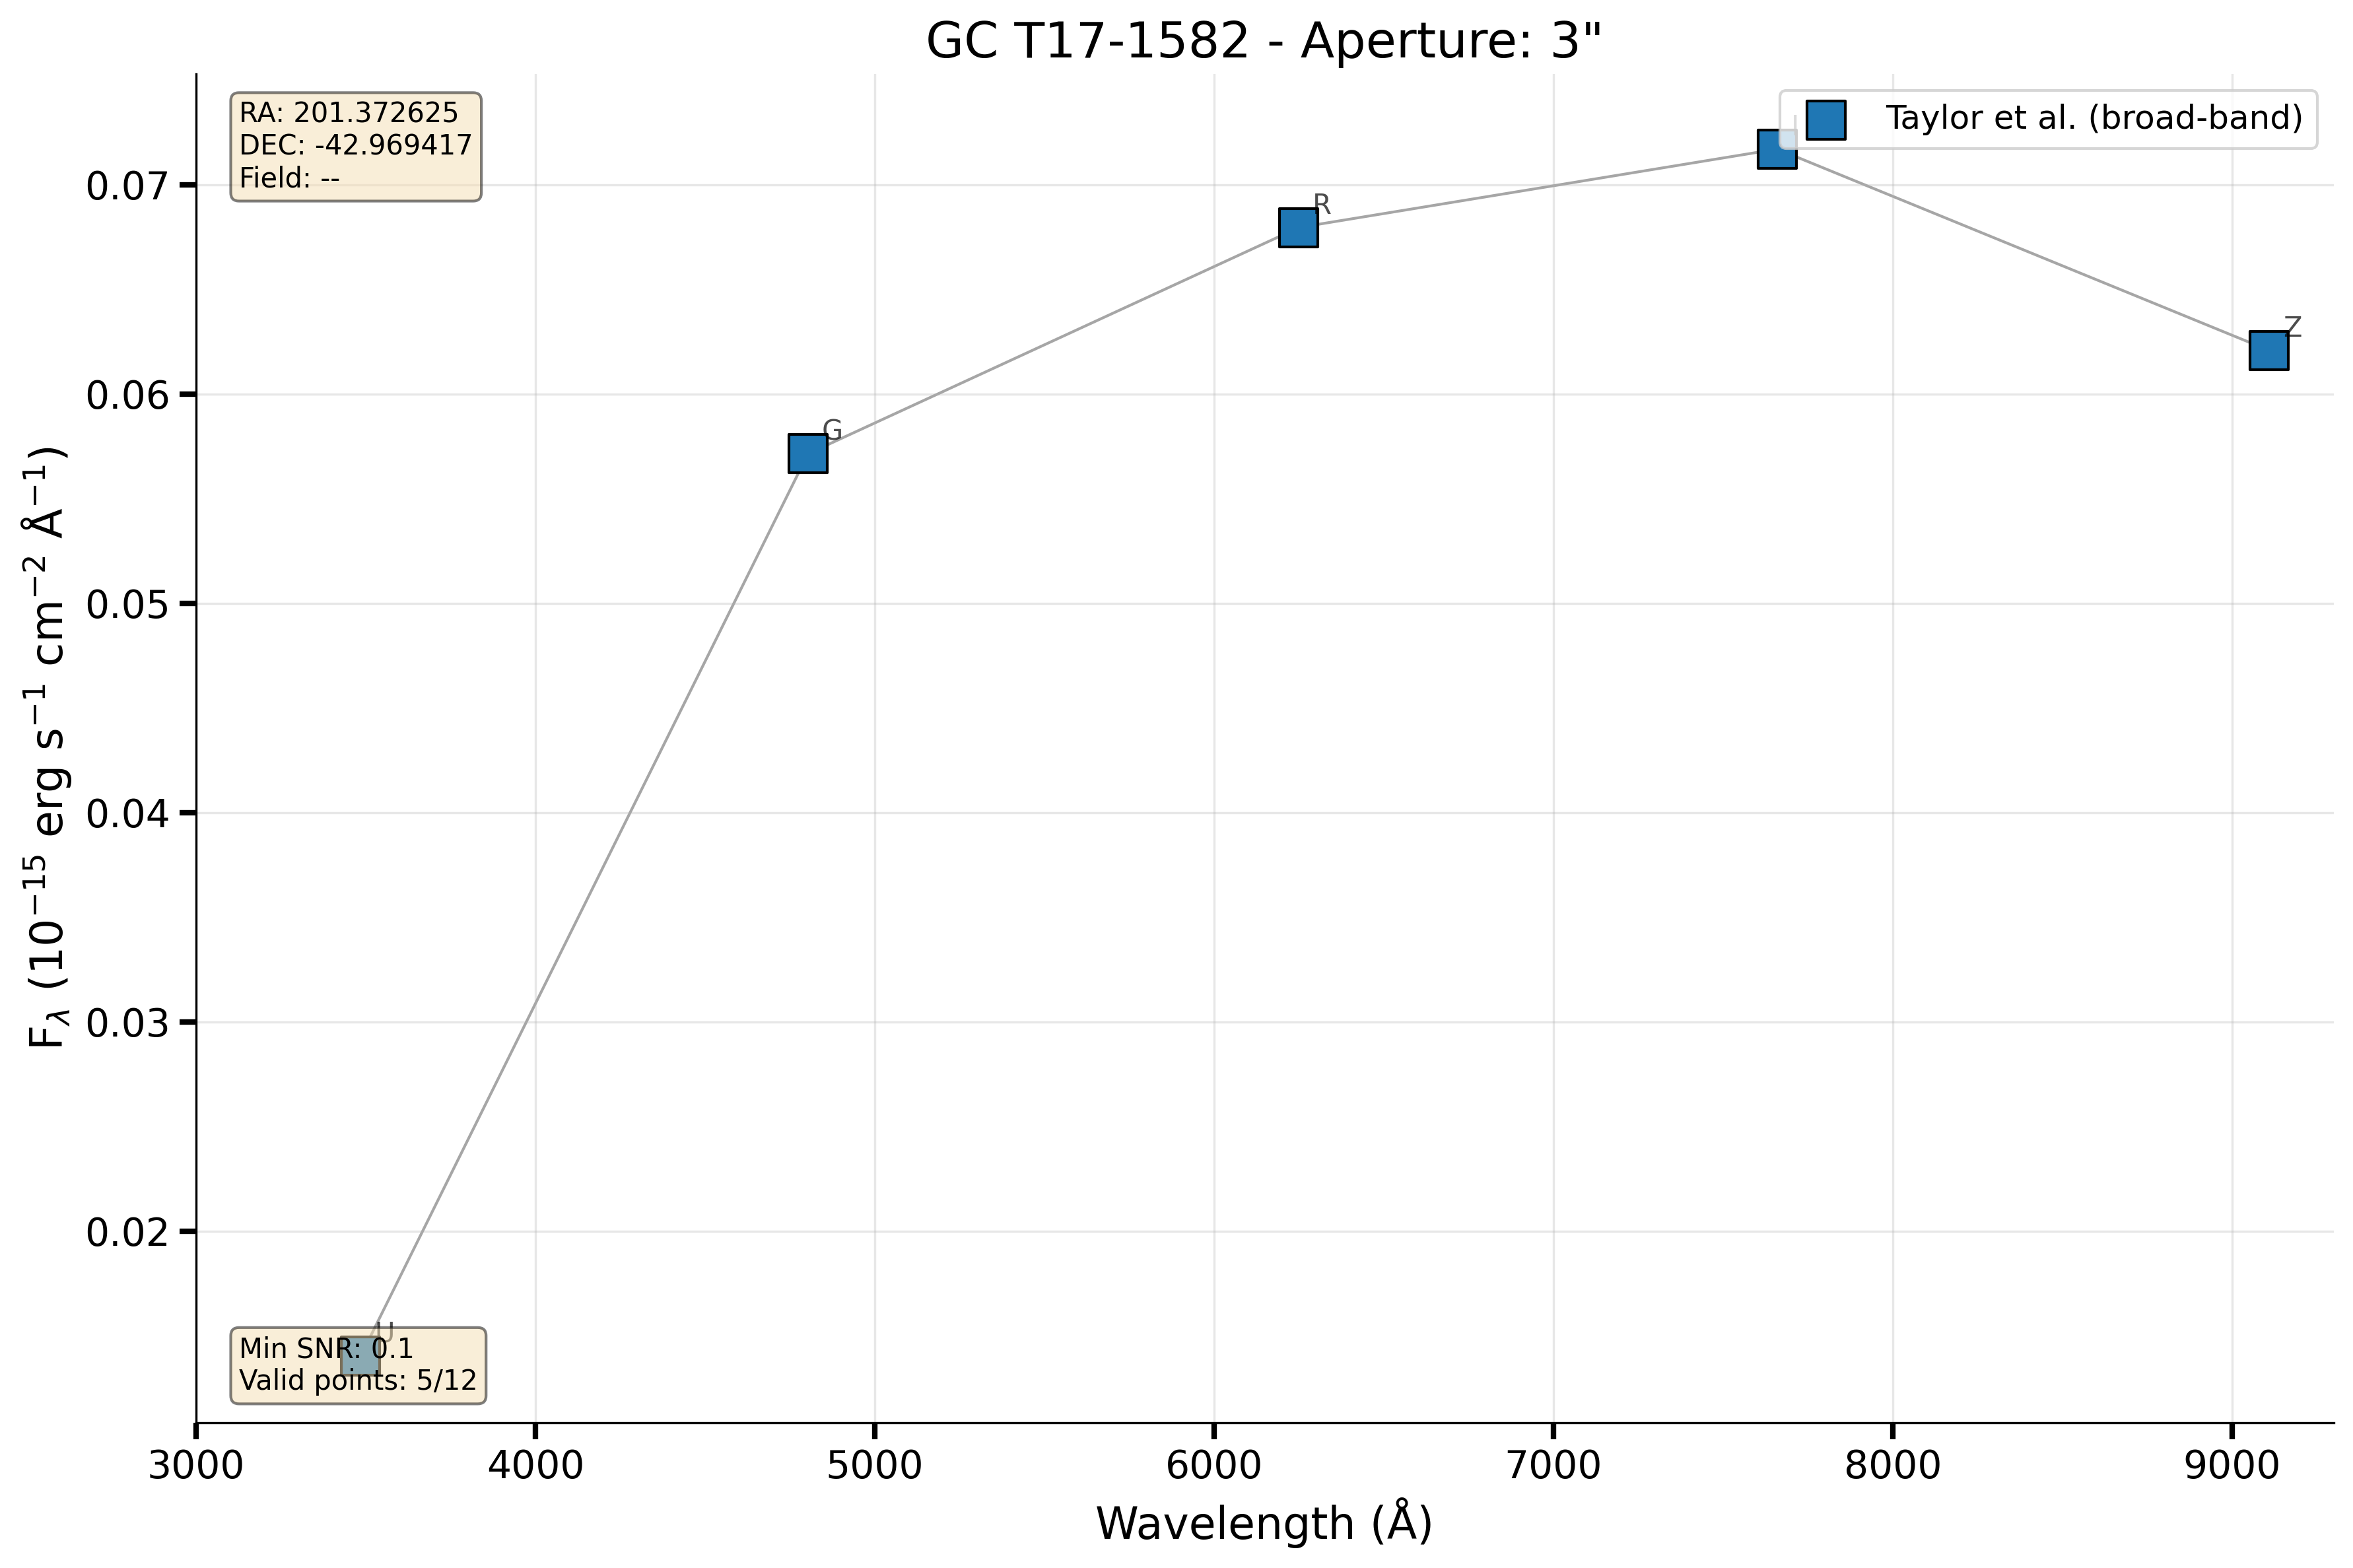 GC T17-1582 - Aperture: 3"
RA: 201.372625
DEC: -42.969417
Field: --
Taylor et al. (broad-band)
I
R
Z
G
U
Min SNR: 0.1
Valid points: 5/12
F_λ (10⁻¹⁵ erg s⁻¹ cm⁻² Å⁻¹)
0.07
0.06
0.05
0.04
0.03
0.02
3000 4000 5000 6000 7000 8000 9000
Wavelength (Å)